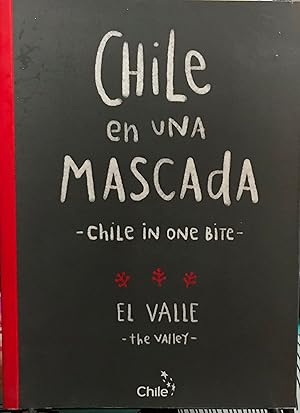 CHILE
en UNA
MASCADA
- CHILE IN ONE BITE -
EL VALLE
- the VALLEY -
Chile